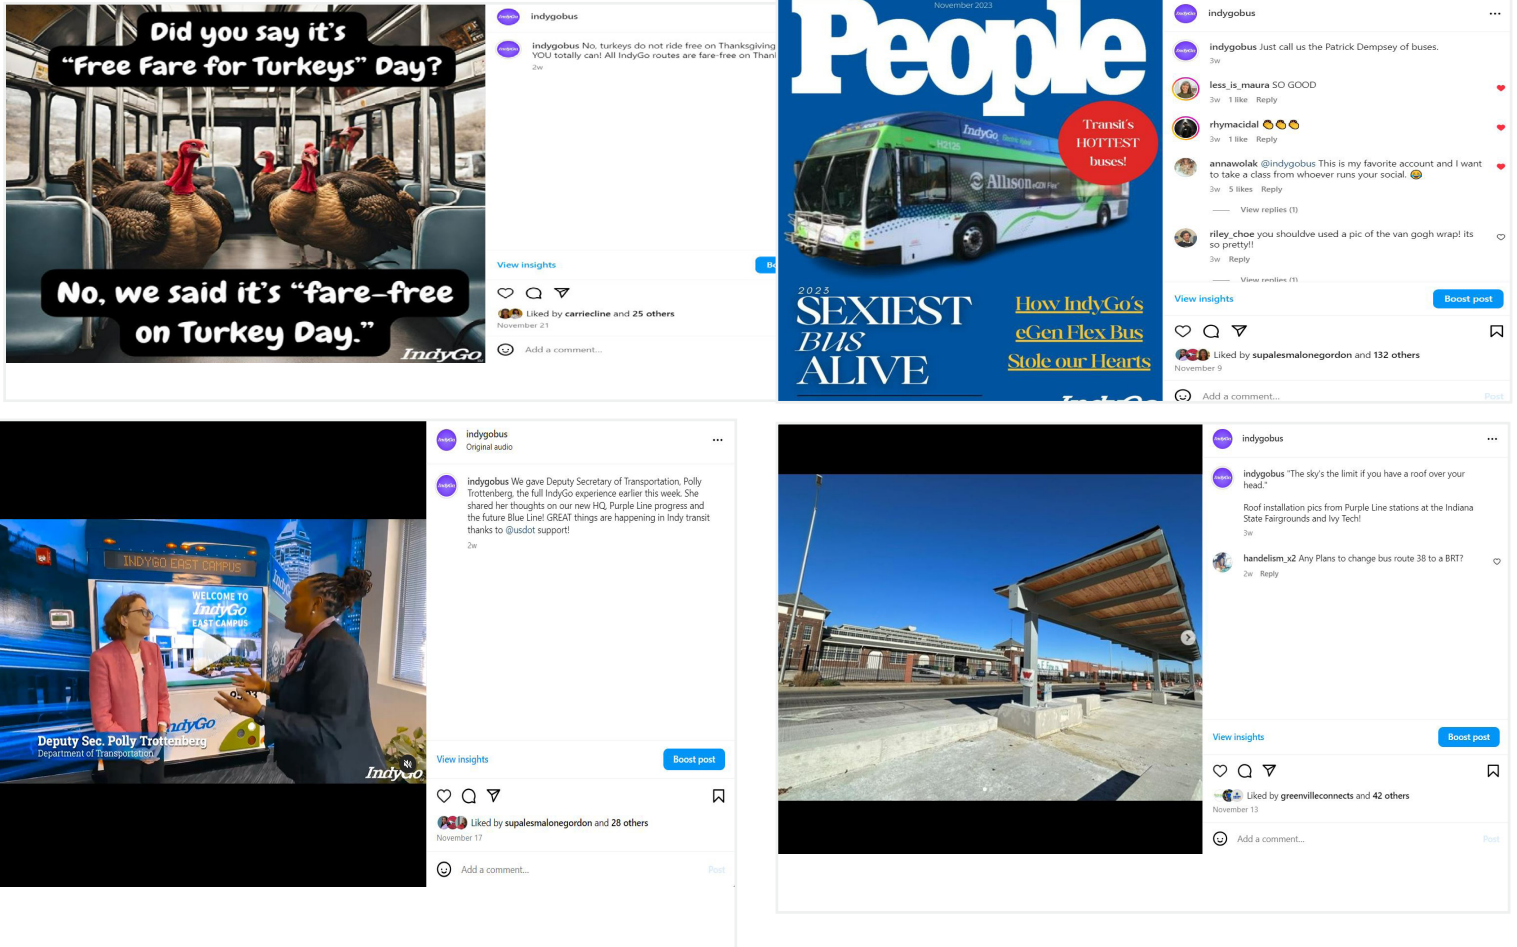 Did you say it's
“Free Fare for Turkeys” Day?
No, we said it's “fare-free
on Turkey Day.”
IndyGo
indygobus
indygobus No, turkeys do not ride free on Thanksgiving
YOU totally can! All IndyGo routes are fare-free on
2w
View insights
Liked by carriecline and 25 others
November 21
Add a comment...
November 2023
People
Transit's
HOTTEST
buses!
IndyGo
H2125
Allison eGEN Flex
2023
SEXIEST
BUS
ALIVE
How IndyGo's
eGen Flex Bus
Stole our Hearts
IndyGo
indygobus
indygobus Just call us the Patrick Dempsey of buses.
3w
less_is_maura SO GOOD
3w 1 like Reply
rhymacidal 👏👏👏
3w 1 like Reply
annawolak @indygobus This is my favorite account and I want
to take a class from whoever runs your social. 😂
3w 5 likes Reply
View replies (1)
riley_choe you shouldve used a pic of the van gogh wrap! its
so pretty!!
3w Reply
View replies (1)
View insights
Boost post
Liked by supalesmalonegordon and 132 others
November 9
Add a comment...
Post
INDYGO EAST CAMPUS
WELCOME TO
IndyGo
EAST CAMPUS
IndyGo
Deputy Sec. Polly Trottenberg
Department of Transportation
IndyGo
indygobus
Original audio
indygobus We gave Deputy Secretary of Transportation, Polly
Trottenberg, the full IndyGo experience earlier this week. She
shared her thoughts on our new HQ, Purple Line progress and
the future Blue Line! GREAT things are happening in Indy transit
thanks to @usdot support!
2w
View insights
Boost post
Liked by supalesmalonegordon and 28 others
November 17
Add a comment...
Post
indygobus
indygobus "The sky's the limit if you have a roof over your
head."
Roof installation pics from Purple Line stations at the Indiana
State Fairgrounds and Ivy Tech!
3w
handelism_x2 Any Plans to change bus route 38 to a BRT?
2w Reply
View insights
Boost post
Liked by greenvilleconnects and 42 others
November 13
Add a comment...
Post